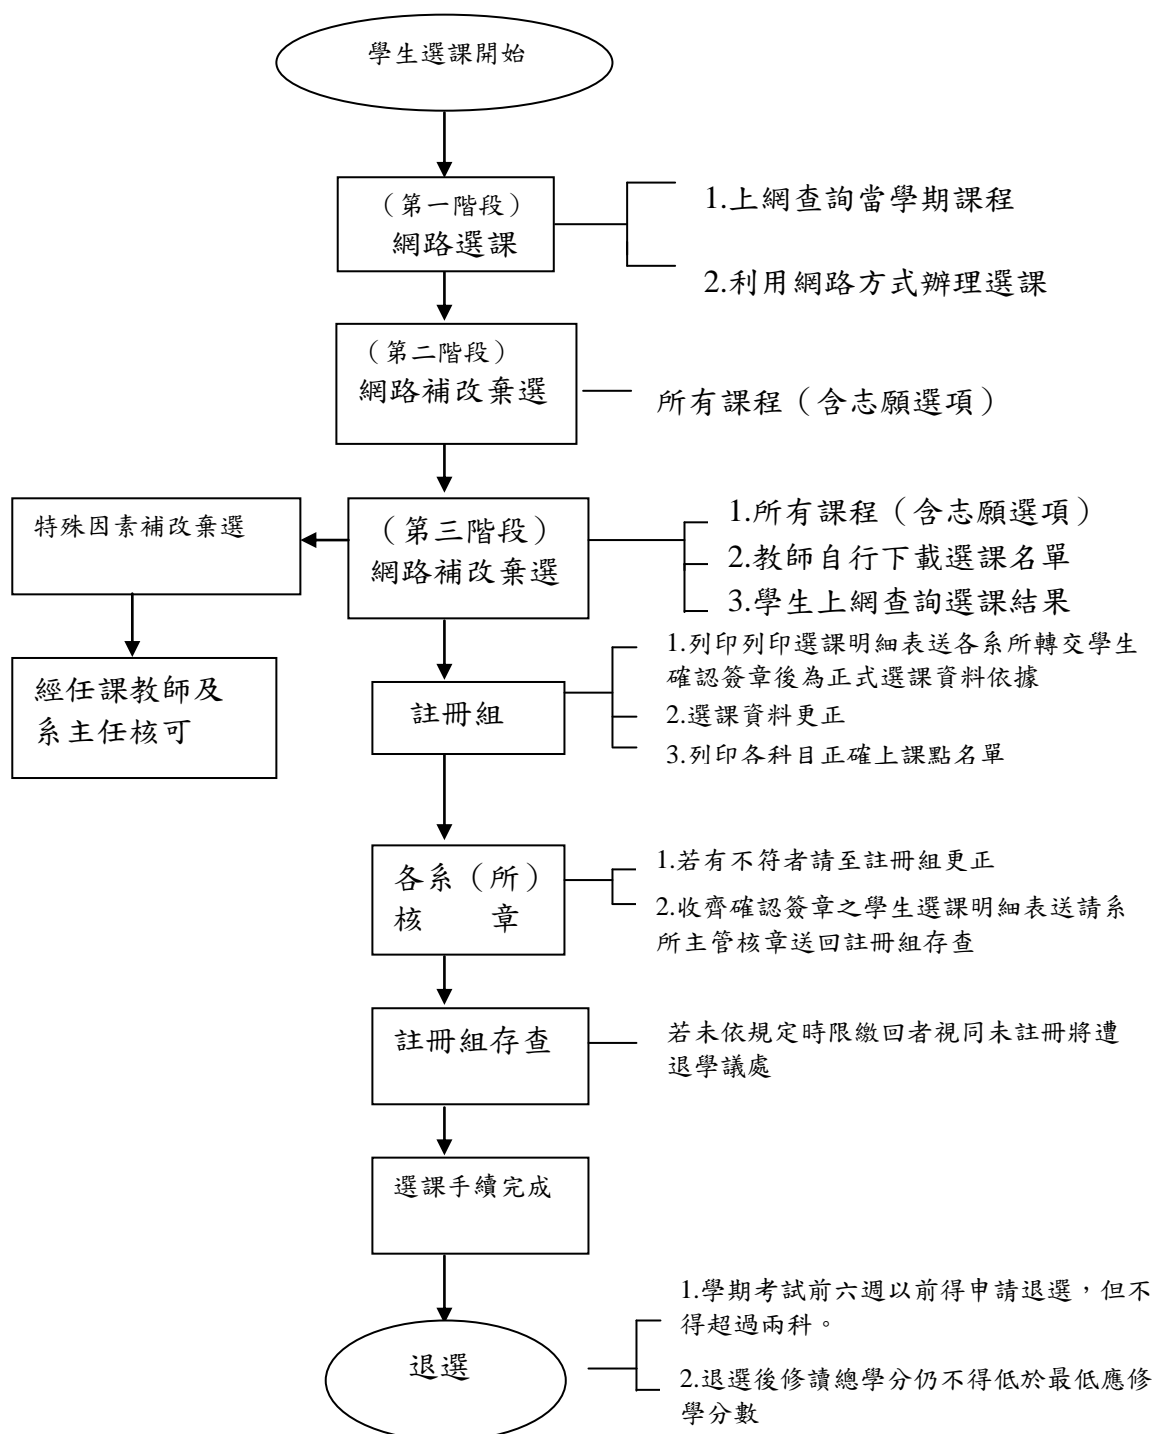 學生選課開始
（第一階段）
網路選課
1.上網查詢當學期課程
2.利用網路方式辦理選課
（第二階段）
網路補改棄選
所有課程（含志願選項）
特殊因素補改棄選
（第三階段）
網路補改棄選
1.所有課程（含志願選項）
2.教師自行下載選課名單
3.學生上網查詢選課結果
經任課教師及
系主任核可
註冊組
1.列印列印選課明細表送各系所轉交學生
確認簽章後為正式選課資料依據
2.選課資料更正
3.列印各科目正確上課點名單
各系（所）
核　　章
1.若有不符者請至註冊組更正
2.收齊確認簽章之學生選課明細表送請系
所主管核章送回註冊組存查
註冊組存查
若未依規定時限繳回者視同未註冊將遭
退學議處
選課手續完成
退選
1.學期考試前六週以前得申請退選，但不
得超過兩科。
2.退選後修讀總學分仍不得低於最低應修
學分數